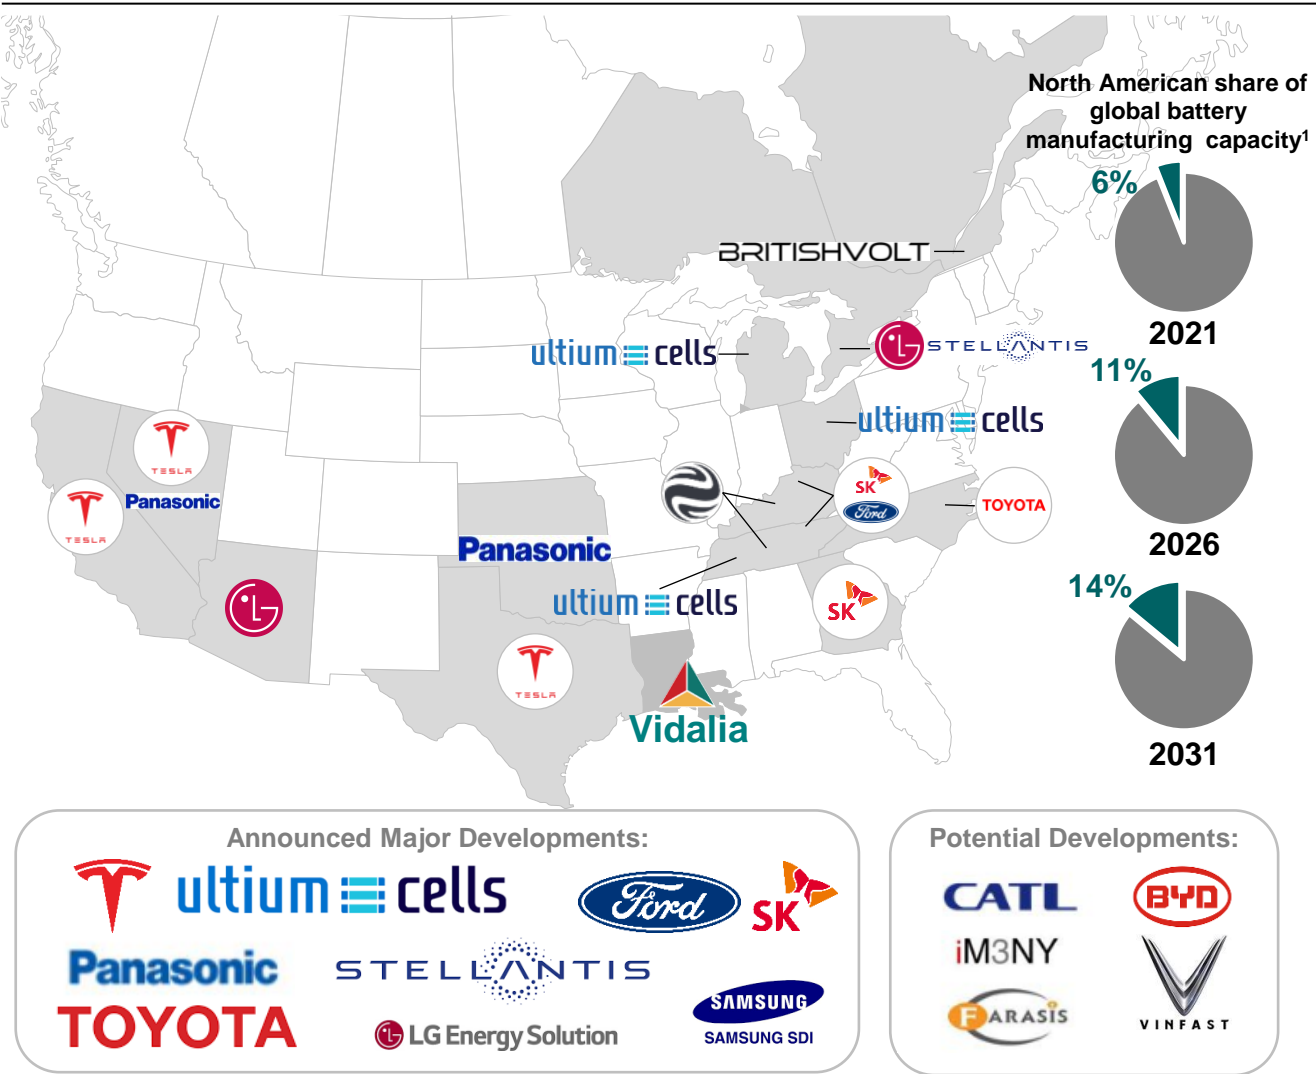 North American share of
global battery
manufacturing capacity¹
6%
2021
11%
2026
14%
2031
BRITISHVOLT
ultium cells
LG
STELLANTIS
ultium cells
TESLA
Panasonic
TESLA
SK
Ford
TOYOTA
Panasonic
LG
ultium cells
SK
TESLA
Vidalia
Announced Major Developments:
ultium cells
Ford
SK
Panasonic
STELLANTIS
TOYOTA
LG Energy Solution
SAMSUNG
SAMSUNG SDI
Potential Developments:
CATL
BYD
iM3NY
FARASIS
VINFAST